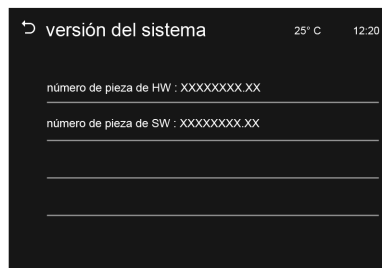 versión del sistema 25° C 12:20
número de pieza de HW : XXXXXXXX.XX
número de pieza de SW : XXXXXXXX.XX